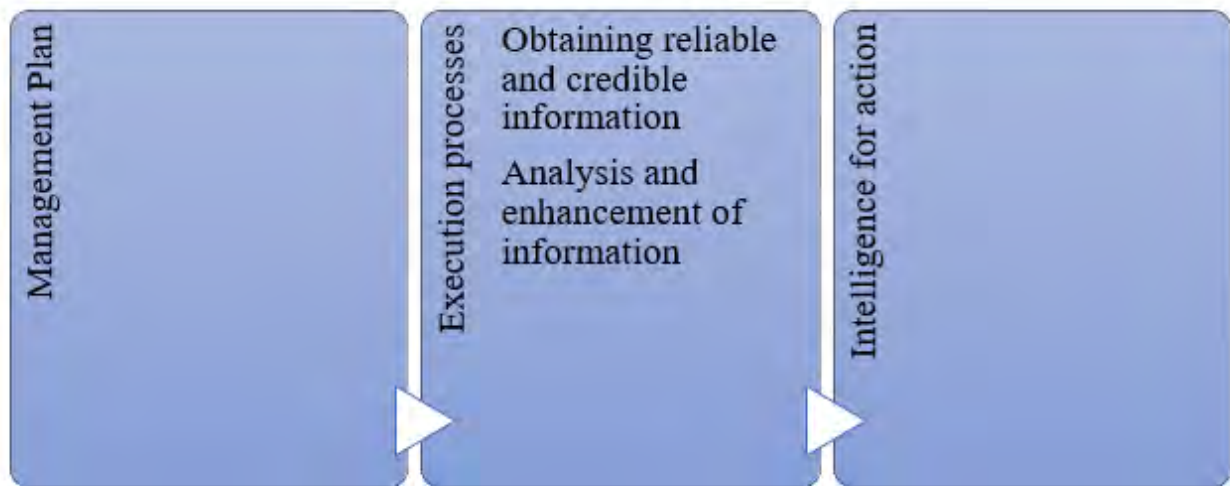 Management Plan
Execution processes
Obtaining reliable
and credible
information
Analysis and
enhancement of
information
Intelligence for action